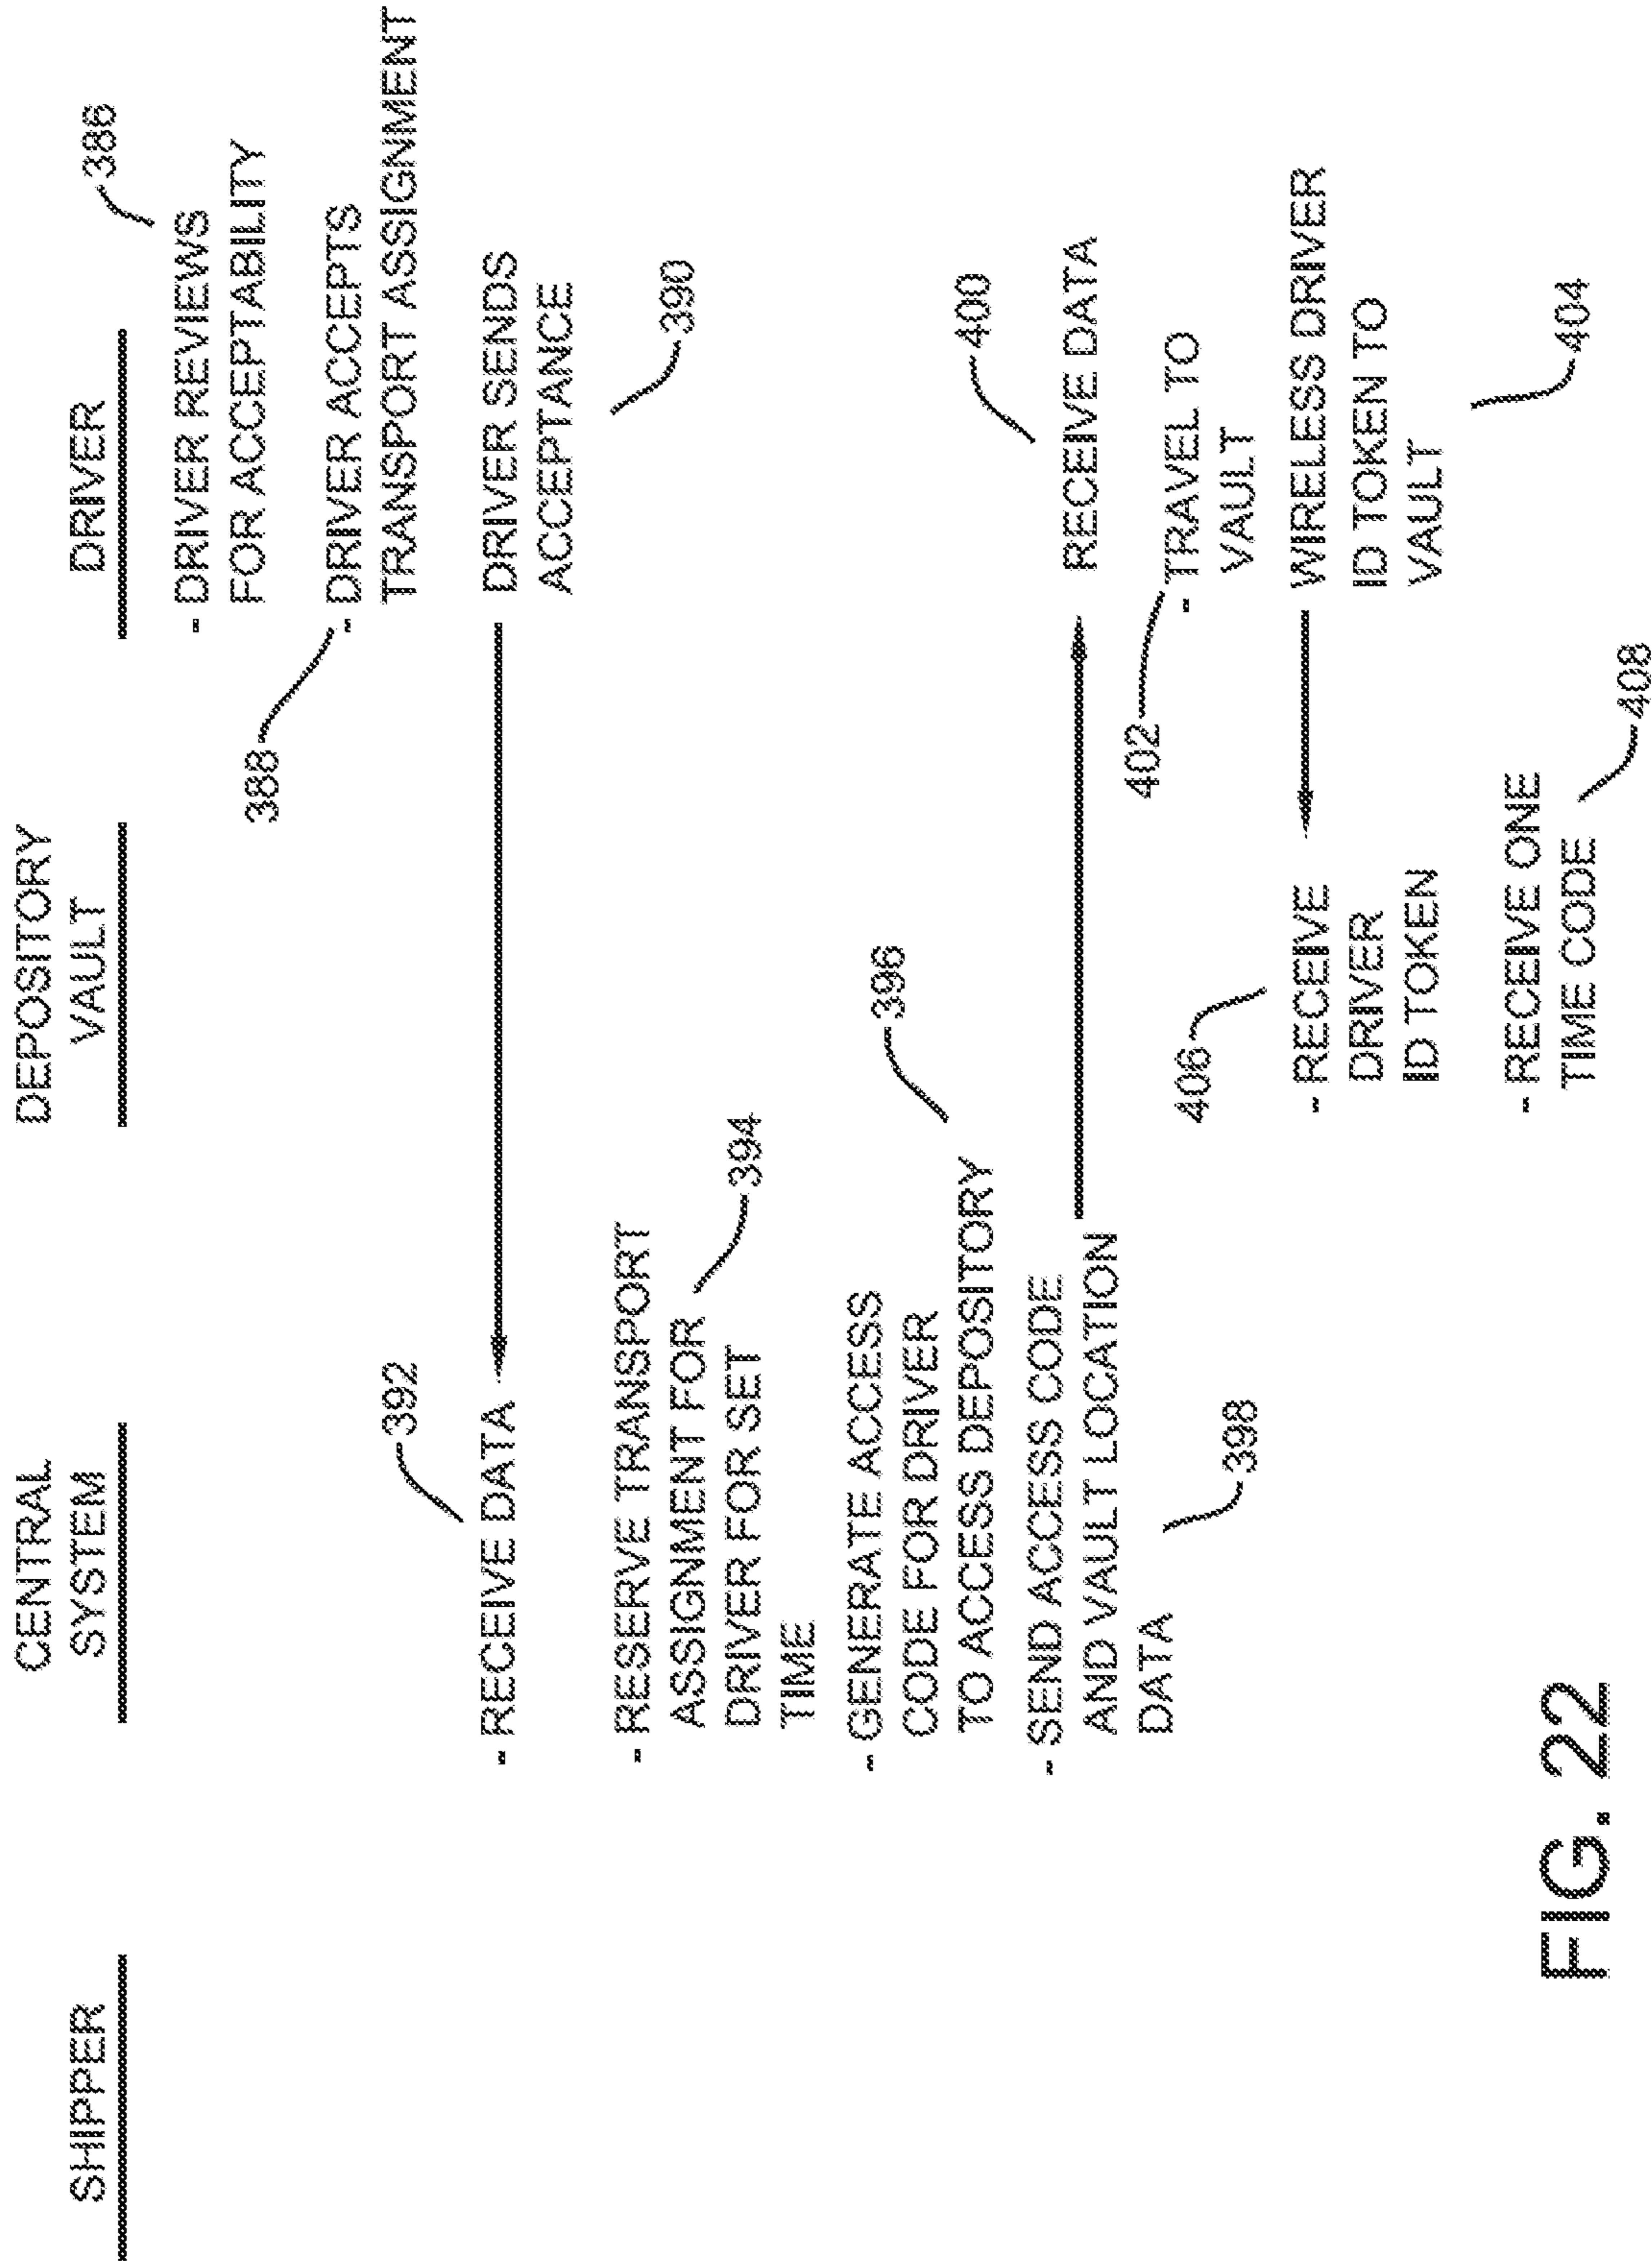 SHIPPER
CENTRAL
SYSTEM
DEPOSITORY
VAULT
DRIVER
- DRIVER REVIEWS
FOR ACCEPTABILITY
386
388
- DRIVER ACCEPTS
TRANSPORT ASSIGNMENT
392
- RECEIVE DATA
DRIVER SENDS
ACCEPTANCE
390
- RESERVE TRANSPORT
ASSIGNMENT FOR
DRIVER FOR SET
TIME
394
- GENERATE ACCESS
CODE FOR DRIVER
TO ACCESS DEPOSITORY
396
- SEND ACCESS CODE
AND VAULT LOCATION
DATA
398
400
RECEIVE DATA
402
- TRAVEL TO
VAULT
WIRELESS DRIVER
ID TOKEN TO
VAULT
404
406
- RECEIVE
DRIVER
ID TOKEN
- RECEIVE ONE
TIME CODE
408
FIG. 22